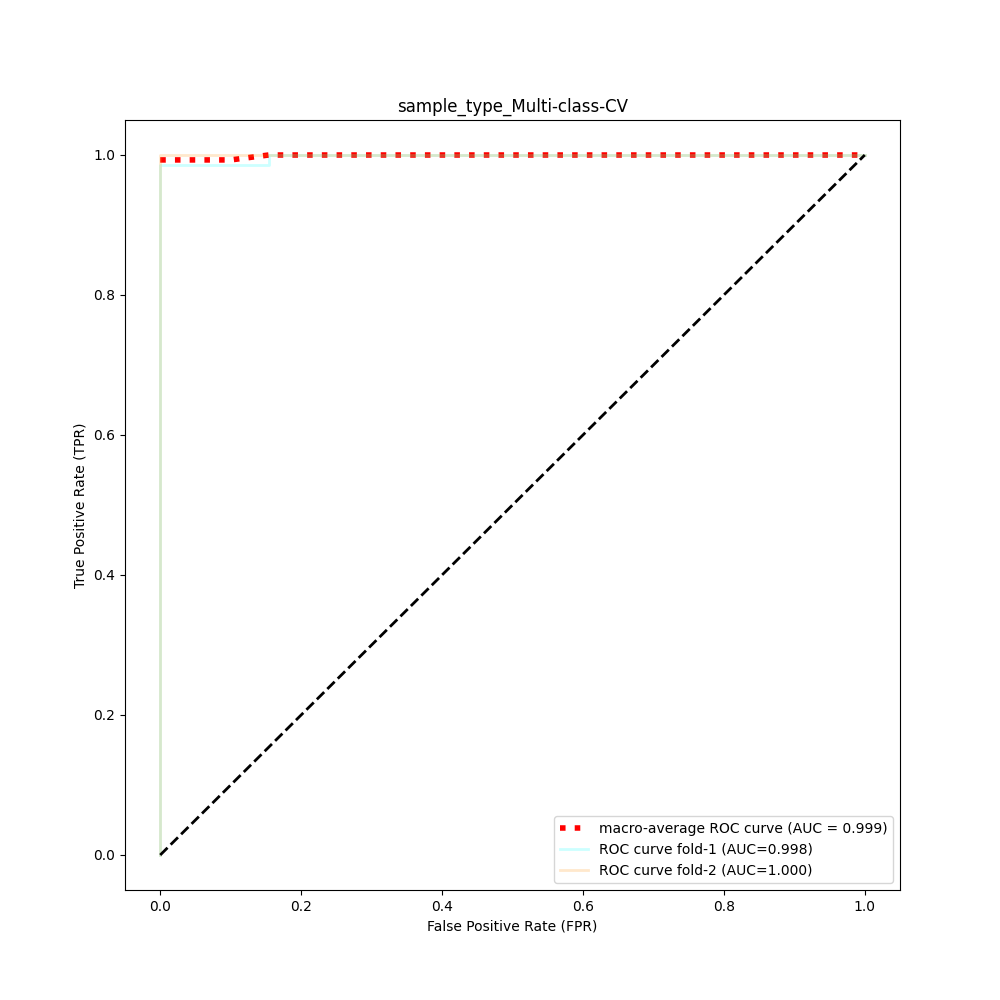 sample_type_Multi-class-CV
True Positive Rate (TPR)
1.0
0.8
0.6
0.4
0.2
0.0
0.0 0.2 0.4 0.6 0.8 1.0
False Positive Rate (FPR)
macro-average ROC curve (AUC = 0.999)
ROC curve fold-1 (AUC=0.998)
ROC curve fold-2 (AUC=1.000)